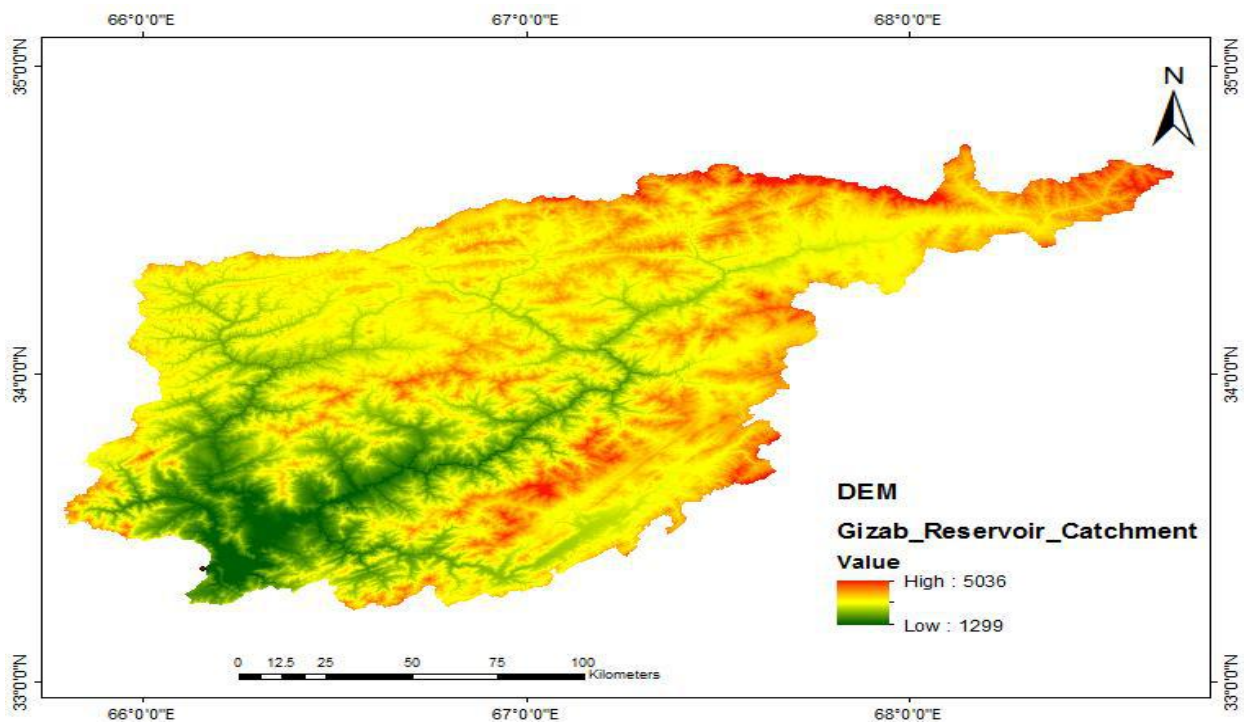 66°0'0"E 67°0'0"E 68°0'0"E
35°0'0"N 35°0'0"N
N
34°0'0"N 34°0'0"N
DEM
Gizab_Reservoir_Catchment
Value
High : 5036
Low : 1299
0 12.5 25 50 75 100
Kilometers
33°0'0"N 33°0'0"N
66°0'0"E 67°0'0"E 68°0'0"E